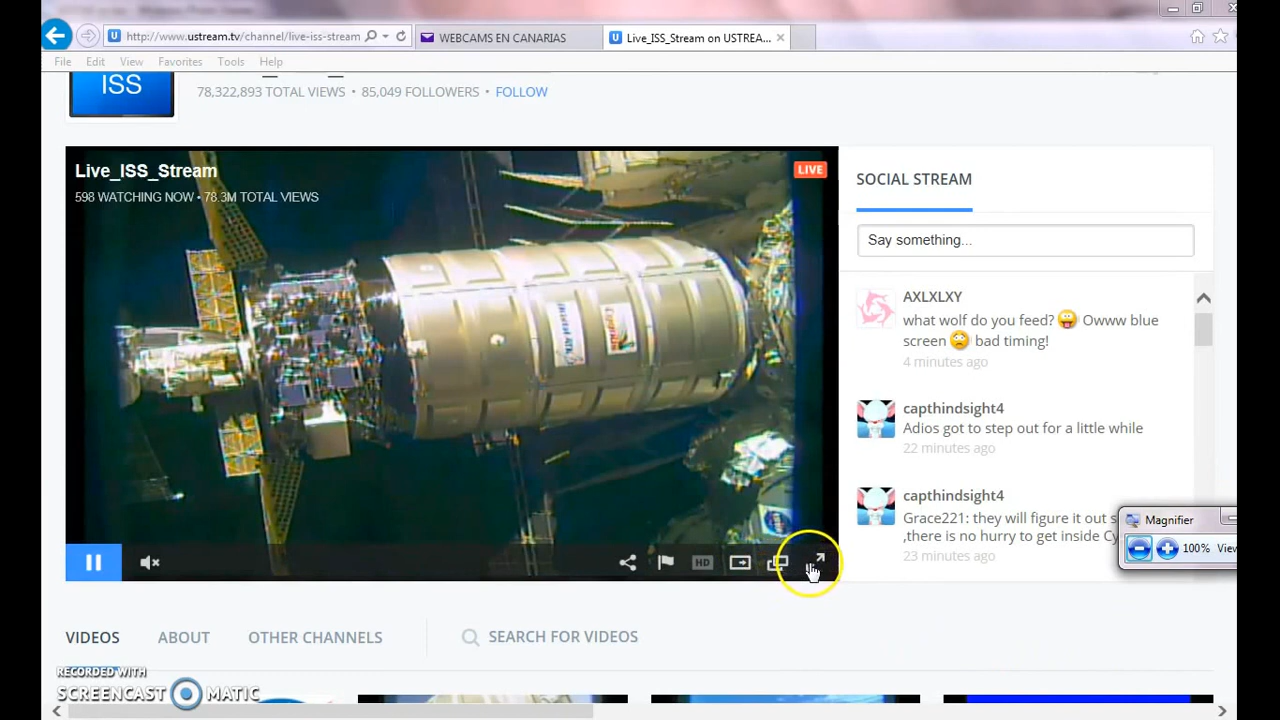 http://www.ustream.tv/channel/live-iss-stream
WEBCAMS EN CANARIAS
Live_ISS_Stream on USTREA...
File Edit View Favorites Tools Help
ISS
78,322,893 TOTAL VIEWS • 85,049 FOLLOWERS • FOLLOW
Live_ISS_Stream
598 WATCHING NOW • 78.3M TOTAL VIEWS
LIVE
Orbital ATK
HD
SOCIAL STREAM
Say something...
AXLXLXY
what wolf do you feed? 😜 Owww blue
screen 🙁 bad timing!
4 minutes ago
capthindsight4
Adios got to step out for a little while
22 minutes ago
capthindsight4
Grace221: they will figure it out s
,there is no hurry to get inside Cy
23 minutes ago
Magnifier
100% View
VIDEOS ABOUT OTHER CHANNELS SEARCH FOR VIDEOS
RECORDED WITH
SCREENCAST MATIC